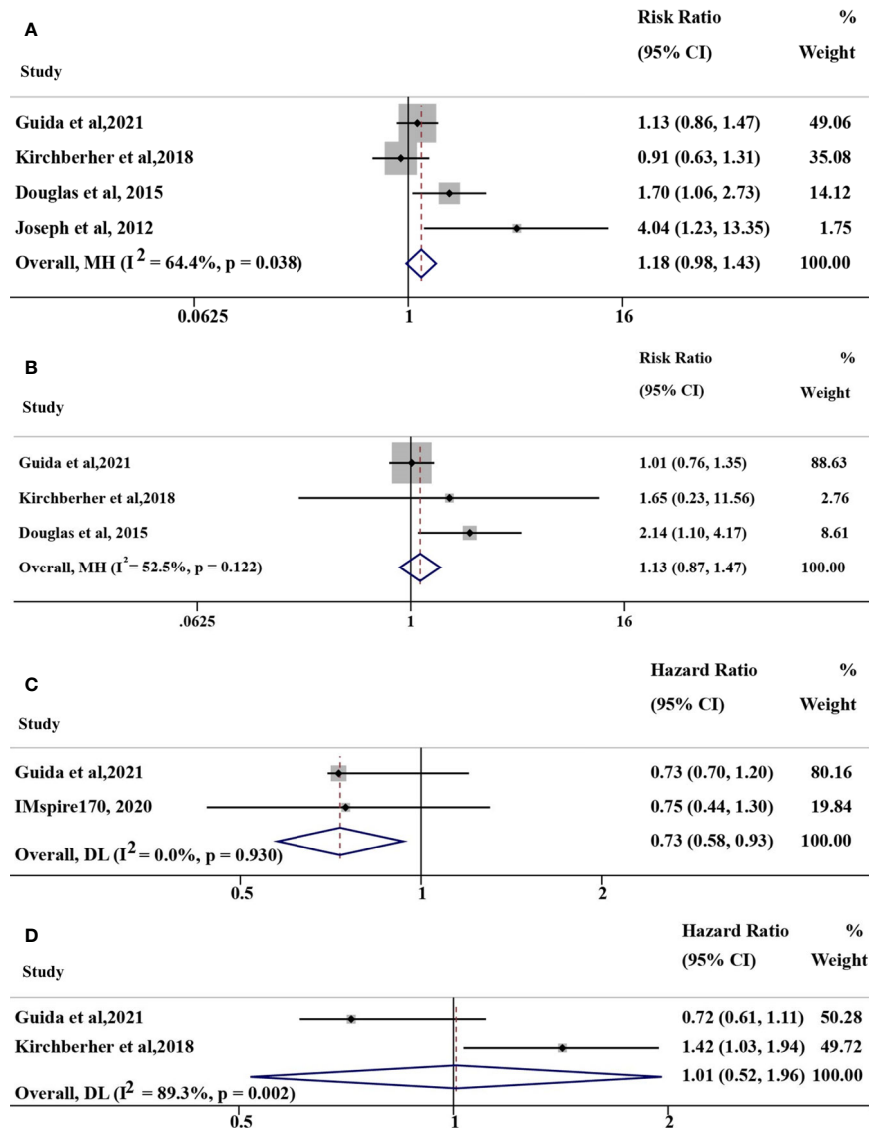 A
Risk Ratio %
(95% CI) Weight
Study
Guida et al,2021 1.13 (0.86, 1.47) 49.06
Kirchberher et al,2018 0.91 (0.63, 1.31) 35.08
Douglas et al, 2015 1.70 (1.06, 2.73) 14.12
Joseph et al, 2012 4.04 (1.23, 13.35) 1.75
Overall, MH (I² = 64.4%, p = 0.038) 1.18 (0.98, 1.43) 100.00
0.0625 1 16
B
Risk Ratio %
(95% CI) Weight
Study
Guida et al,2021 1.01 (0.76, 1.35) 88.63
Kirchberher et al,2018 1.65 (0.23, 11.56) 2.76
Douglas et al, 2015 2.14 (1.10, 4.17) 8.61
Overall, MH (I² = 52.5%, p = 0.122) 1.13 (0.87, 1.47) 100.00
.0625 1 16
C
Hazard Ratio %
(95% CI) Weight
Study
Guida et al,2021 0.73 (0.70, 1.20) 80.16
IMspire170, 2020 0.75 (0.44, 1.30) 19.84
Overall, DL (I² = 0.0%, p = 0.930) 0.73 (0.58, 0.93) 100.00
0.5 1 2
D
Hazard Ratio %
(95% CI) Weight
Study
Guida et al,2021 0.72 (0.61, 1.11) 50.28
Kirchberher et al,2018 1.42 (1.03, 1.94) 49.72
Overall, DL (I² = 89.3%, p = 0.002) 1.01 (0.52, 1.96) 100.00
0.5 1 2